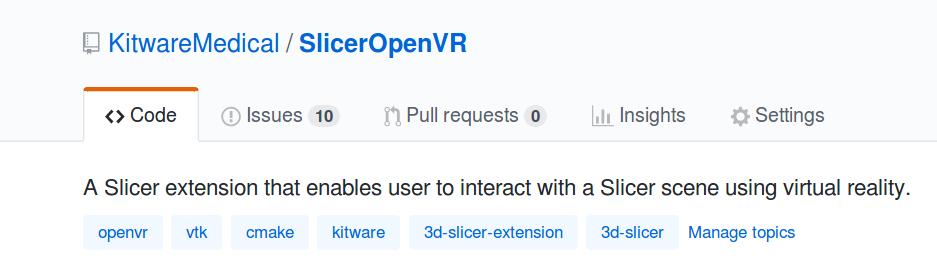 KitwareMedical / SlicerOpenVR
Code Issues 10 Pull requests 0 Insights Settings
A Slicer extension that enables user to interact with a Slicer scene using virtual reality.
openvr vtk cmake kitware 3d-slicer-extension 3d-slicer Manage topics